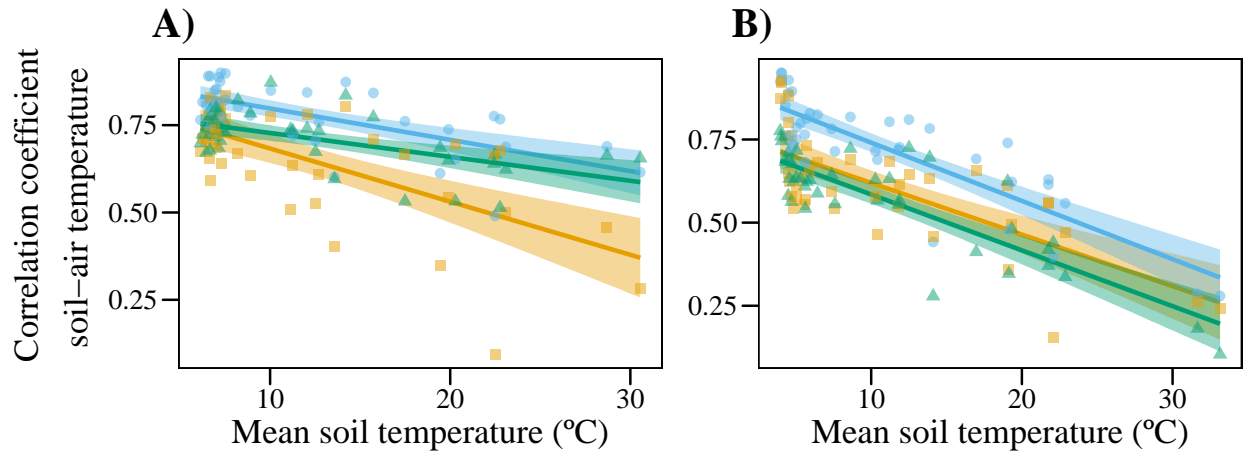 A)
B)
Correlation coefficient
soil−air temperature
0.75
0.50
0.25
0.75
0.50
0.25
10
20
30
10
20
30
Mean soil temperature (ºC)
Mean soil temperature (ºC)